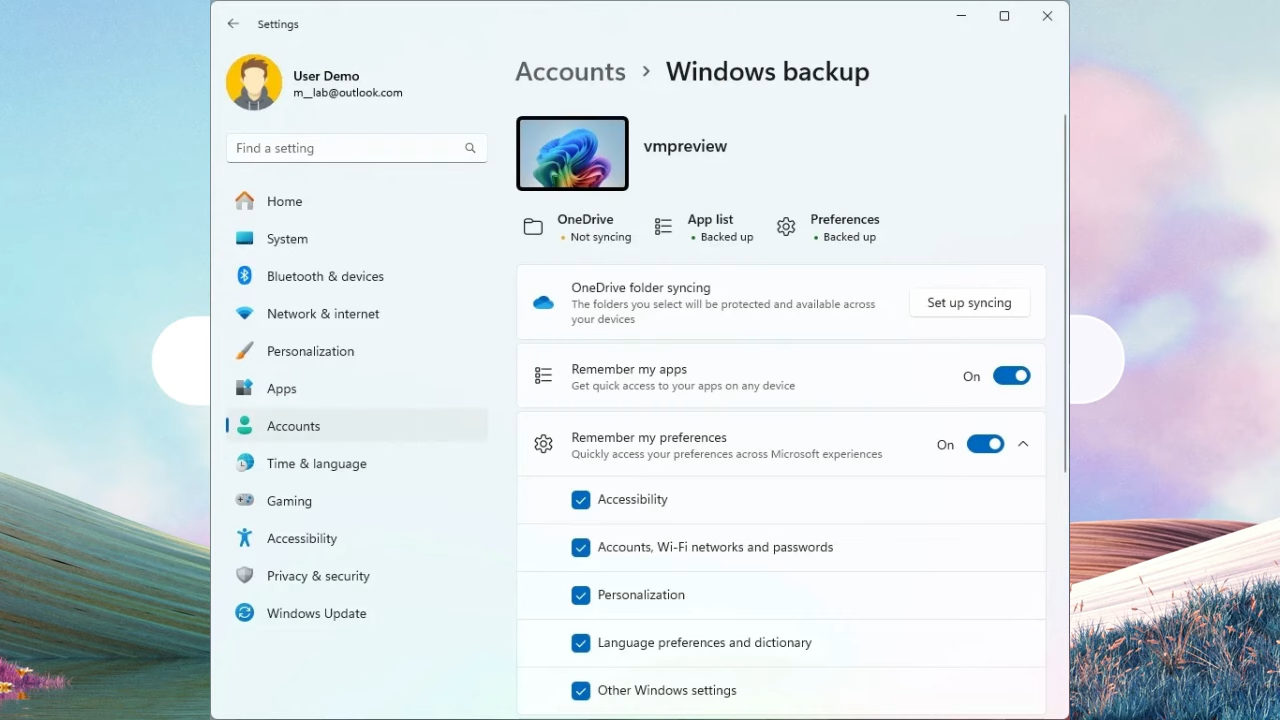 Settings
User Demo
m__lab@outlook.com
Find a setting
Home
System
Bluetooth & devices
Network & internet
Personalization
Apps
Accounts
Time & language
Gaming
Accessibility
Privacy & security
Windows Update
Accounts > Windows backup
vmpreview
OneDrive
• Not syncing
App list
• Backed up
Preferences
• Backed up
OneDrive folder syncing
The folders you select will be protected and available across
your devices
Set up syncing
Remember my apps
Get quick access to your apps on any device
On
Remember my preferences
Quickly access your preferences across Microsoft experiences
On
Accessibility
Accounts, Wi-Fi networks and passwords
Personalization
Language preferences and dictionary
Other Windows settings